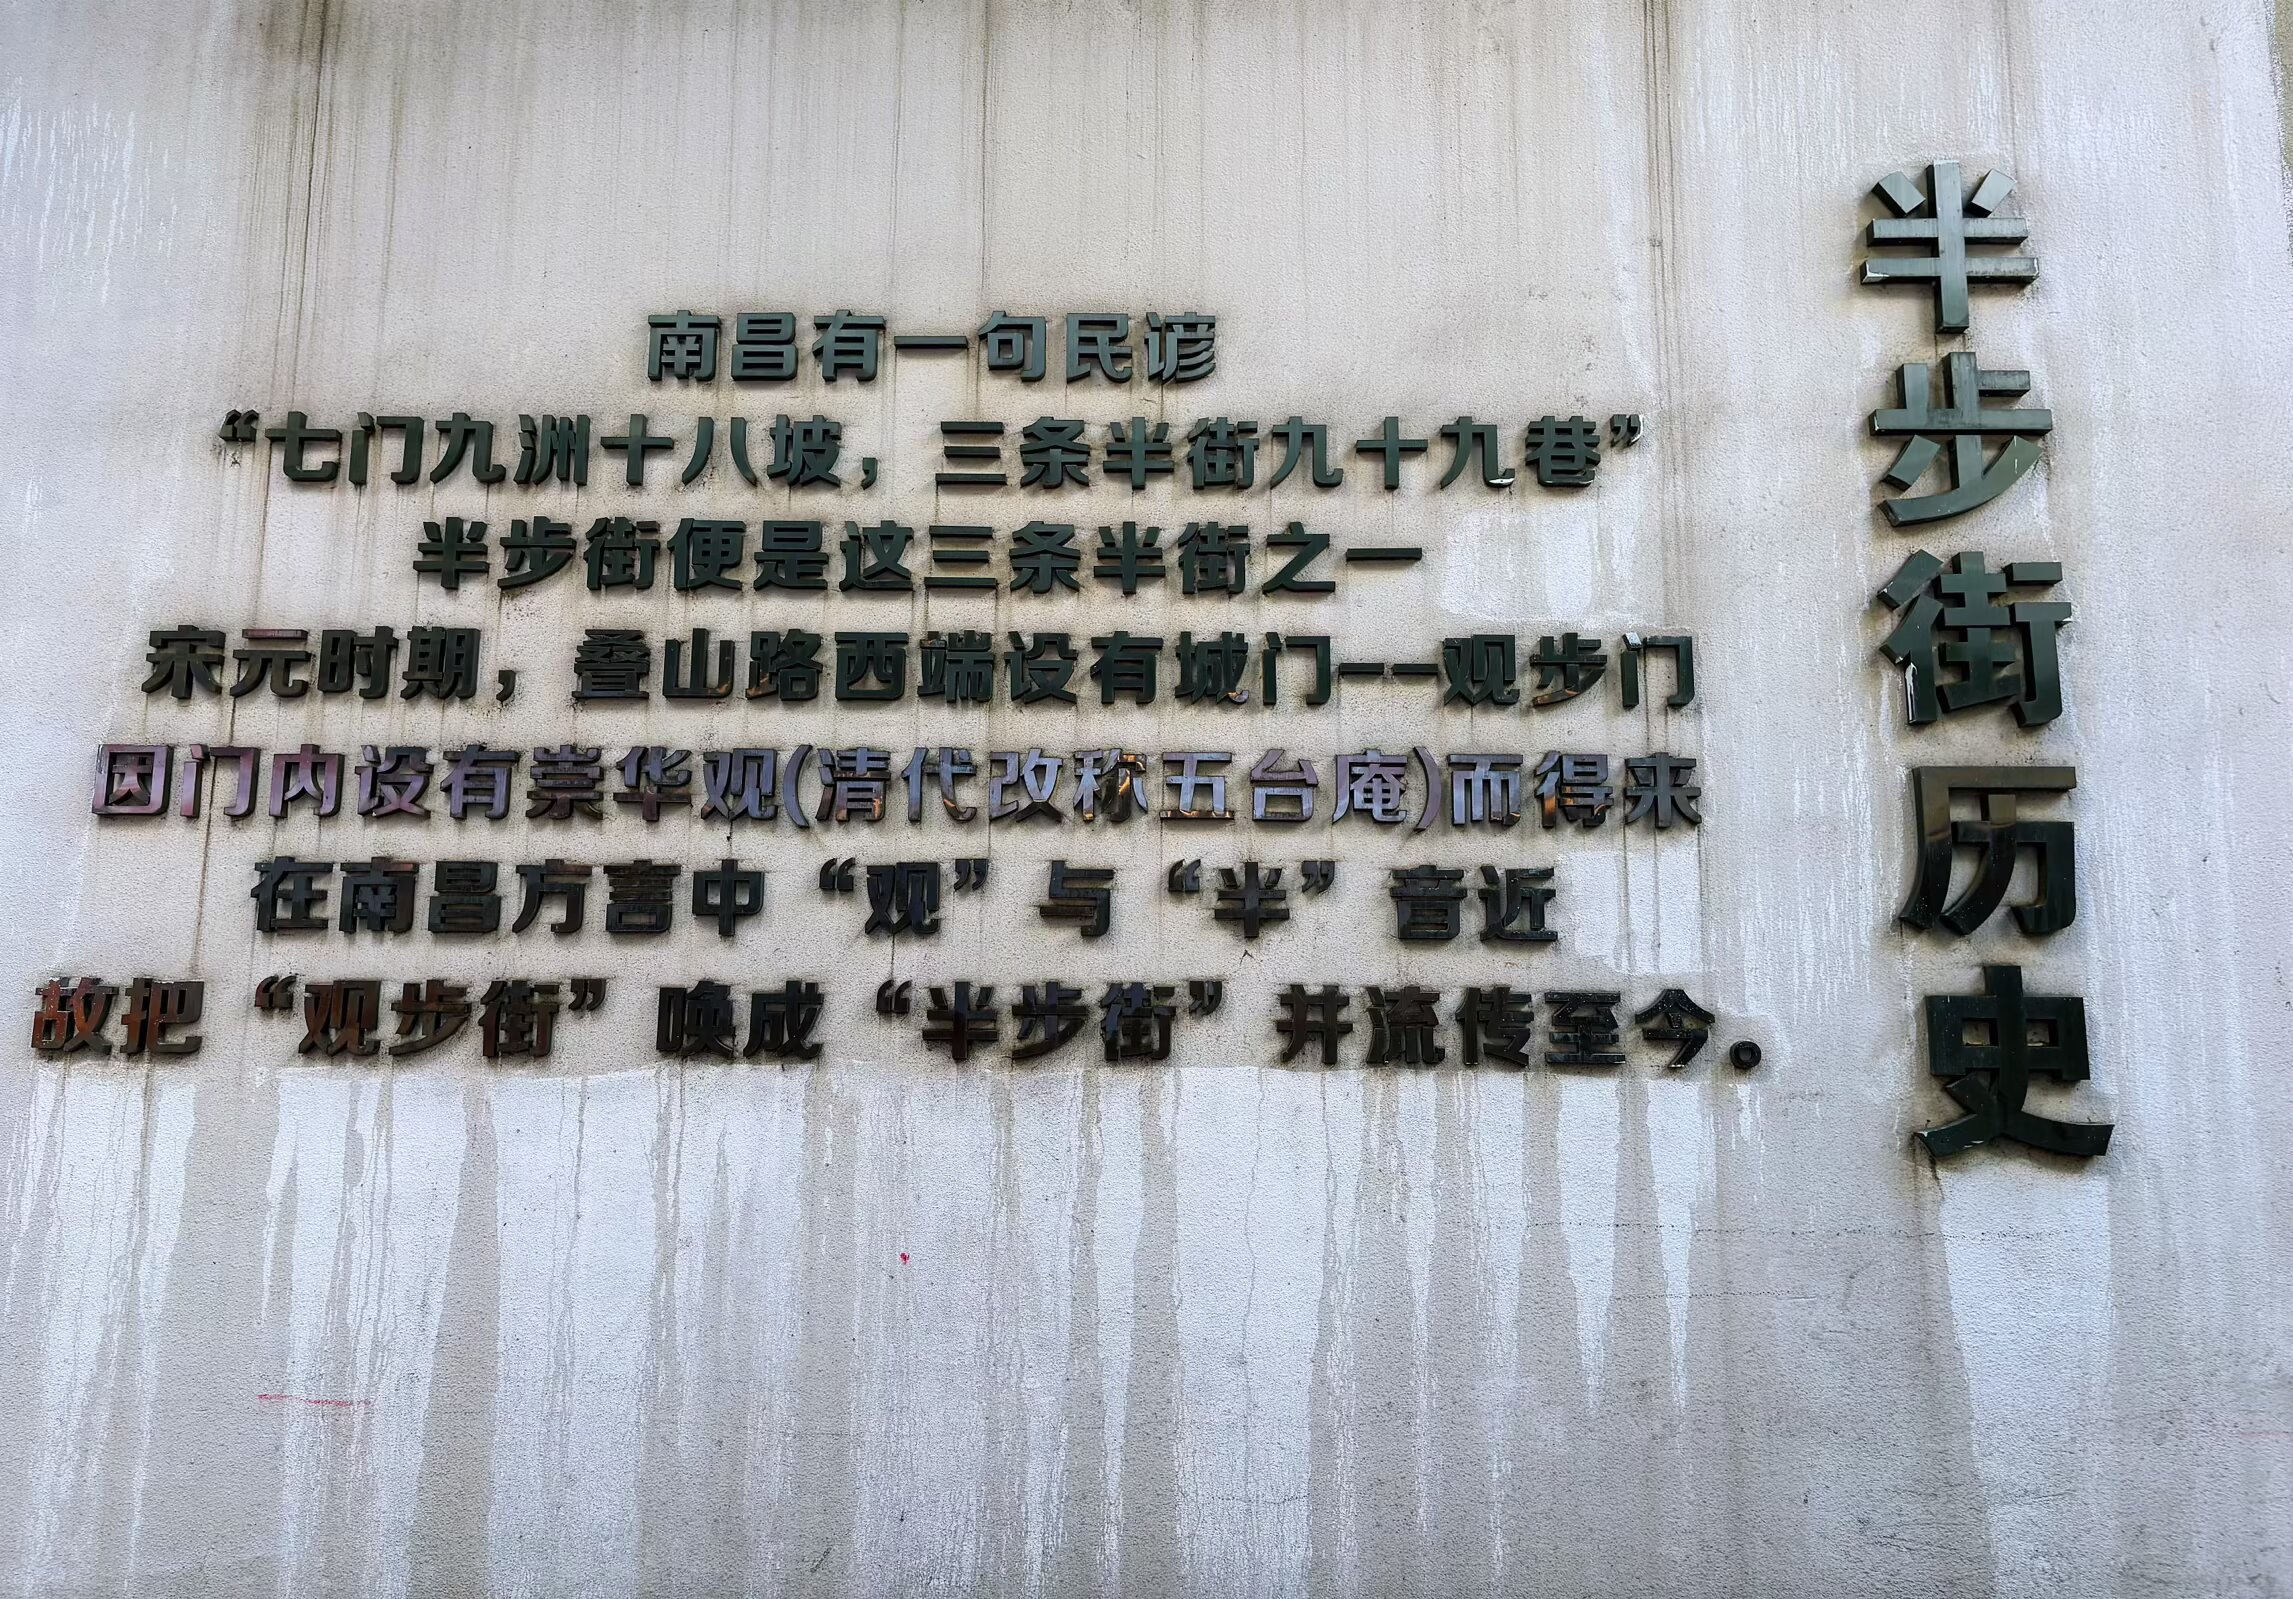 半步街历史
南昌有一句民谚
“七门九洲十八坡，三条半街九十九巷”
半步街便是这三条半街之一
宋元时期，叠山路西端设有城门--观步门
因门内设有崇华观(清代改称五台庵)而得来
在南昌方言中“观”与“半”音近
故把“观步街”唤成“半步街”并流传至今。